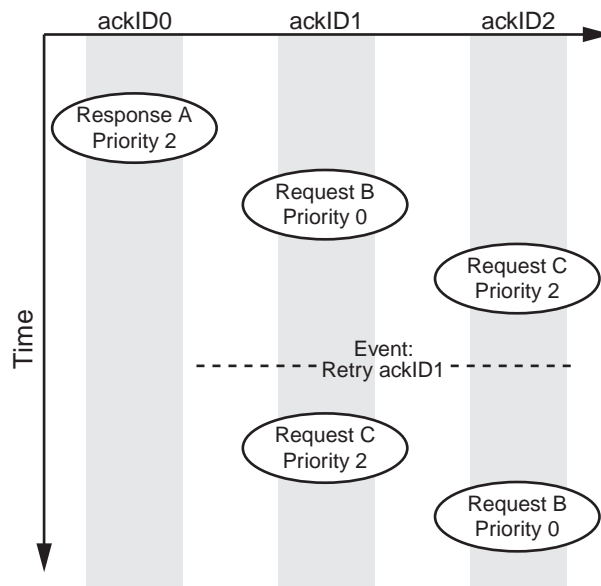 ackID0 ackID1 ackID2
Response A
Priority 2
Request B
Priority 0
Request C
Priority 2
Time
Event:
Retry ackID1
Request C
Priority 2
Request B
Priority 0